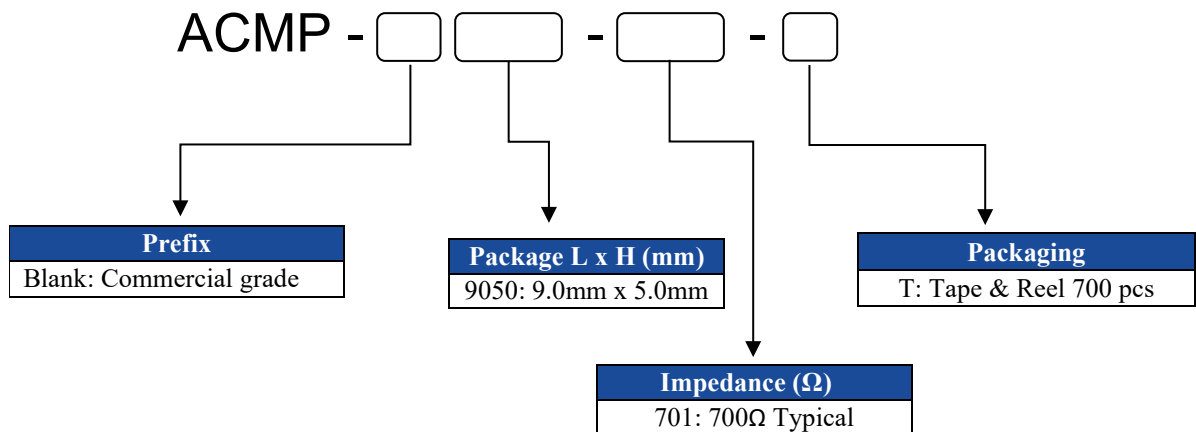 ACMP - -  -
Prefix
Blank: Commercial grade
Package L x H (mm)
9050: 9.0mm x 5.0mm
Impedance (Ω)
701: 700Ω Typical
Packaging
T: Tape & Reel 700 pcs